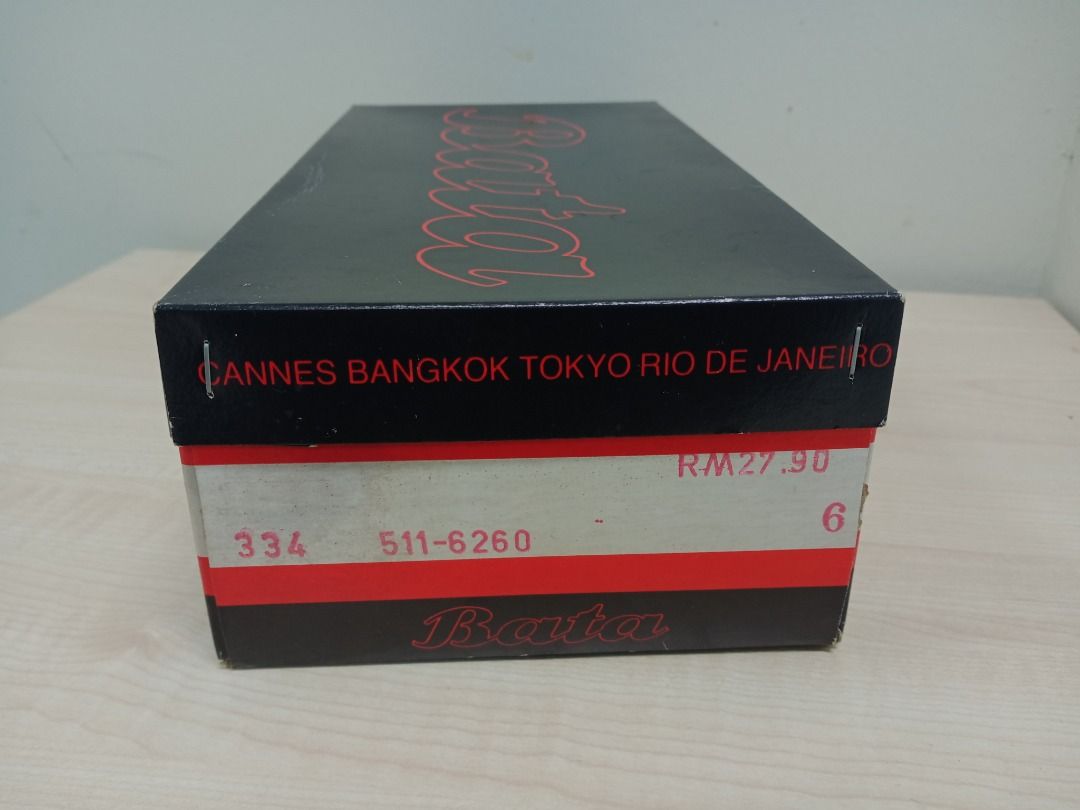 Bata
CANNES BANGKOK TOKYO RIO DE JANEIRO
RM27.90
6
334 511-6260
Bata